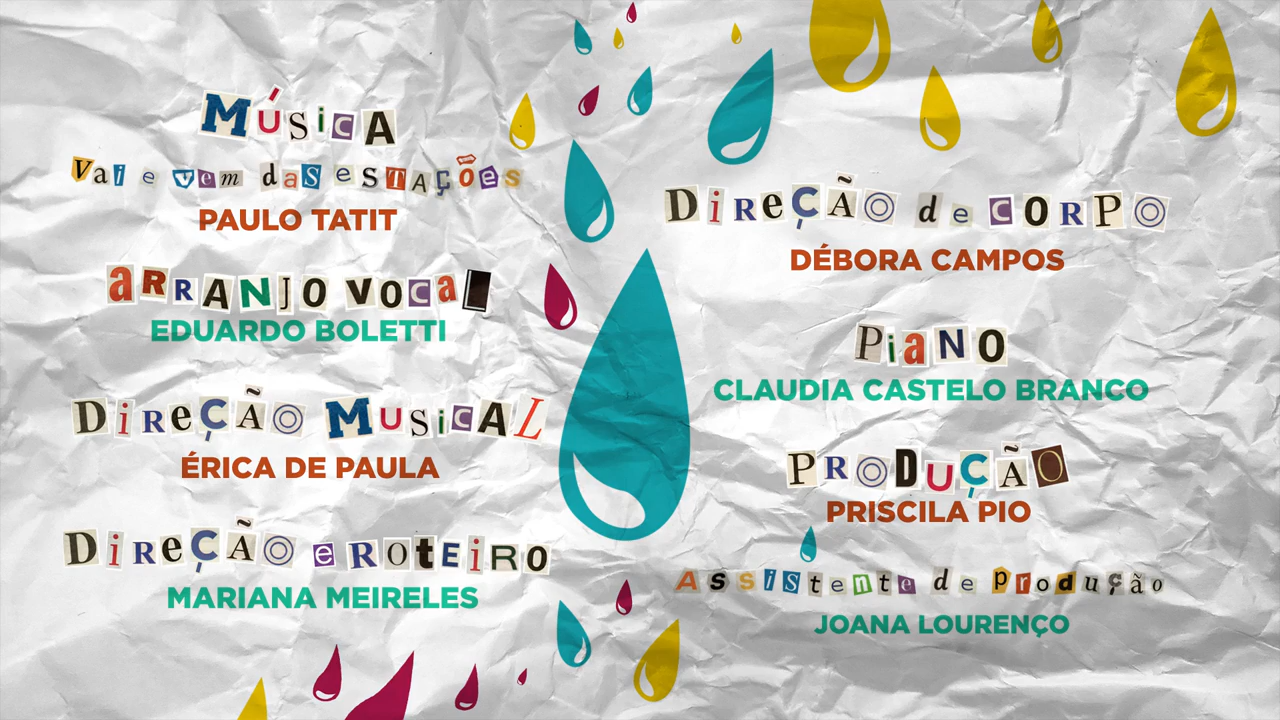 Música
Vai e vem das estações
PAULO TATIT
arranjo vocal
EDUARDO BOLETTI
Direção Musical
ÉRICA DE PAULA
Direção e Roteiro
MARIANA MEIRELES
Direção de corpo
DÉBORA CAMPOS
Piano
CLAUDIA CASTELO BRANCO
Produção
PRISCILA PIO
Assistente de produção
JOANA LOURENÇO